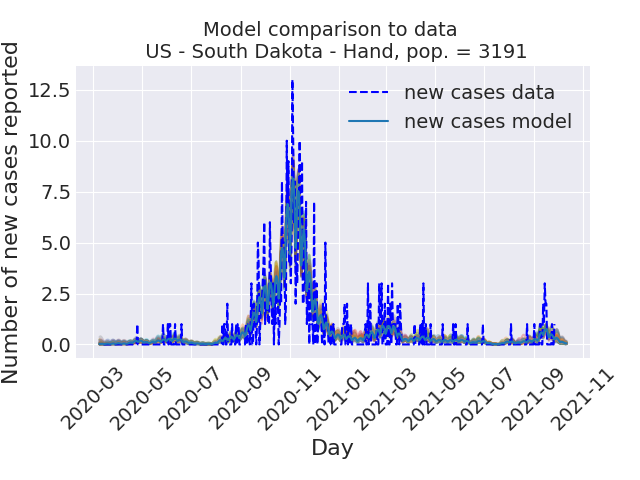 Model comparison to data
US - South Dakota - Hand, pop. = 3191
Number of new cases reported
12.5
10.0
7.5
5.0
2.5
0.0
new cases data
new cases model
2020-03
2020-05
2020-07
2020-09
2020-11
2021-01
2021-03
2021-05
2021-07
2021-09
2021-11
Day